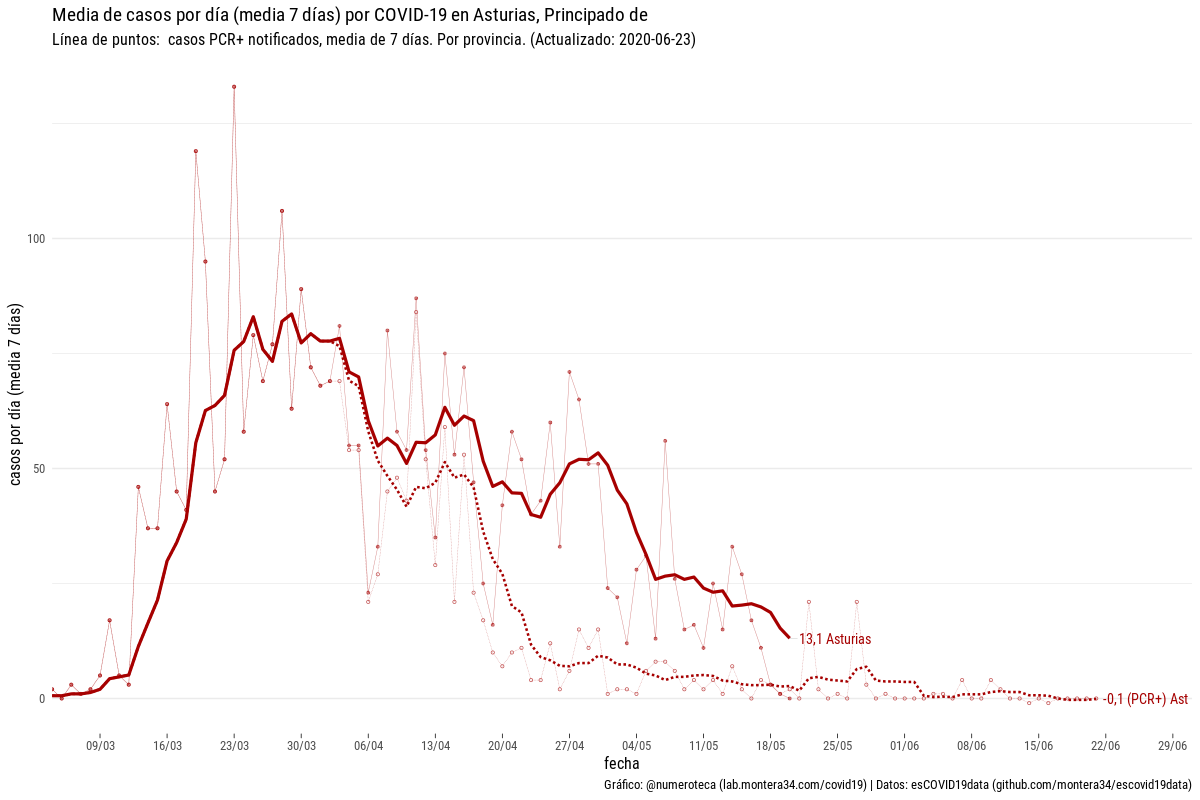 Media de casos por día (media 7 días) por COVID-19 en Asturias, Principado de
Línea de puntos:  casos PCR+ notificados, media de 7 días. Por provincia. (Actualizado: 2020-06-23)
casos por día (media 7 días)
100
50
0
13,1 Asturias
-0,1 (PCR+) Ast
09/03 16/03 23/03 30/03 06/04 13/04 20/04 27/04 04/05 11/05 18/05 25/05 01/06 08/06 15/06 22/06 29/06
fecha
Gráfico: @numeroteca (lab.montera34.com/covid19) | Datos: esCOVID19data (github.com/montera34/escovid19data)